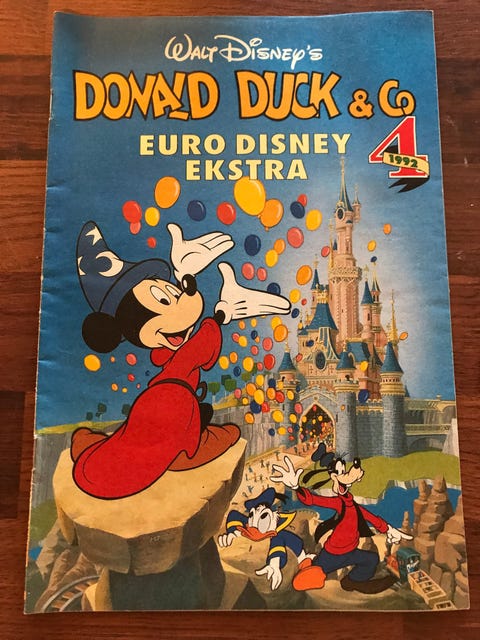 WALT DISNEY'S
DONALD DUCK & Co
EURO DISNEY
EKSTRA
4
1992